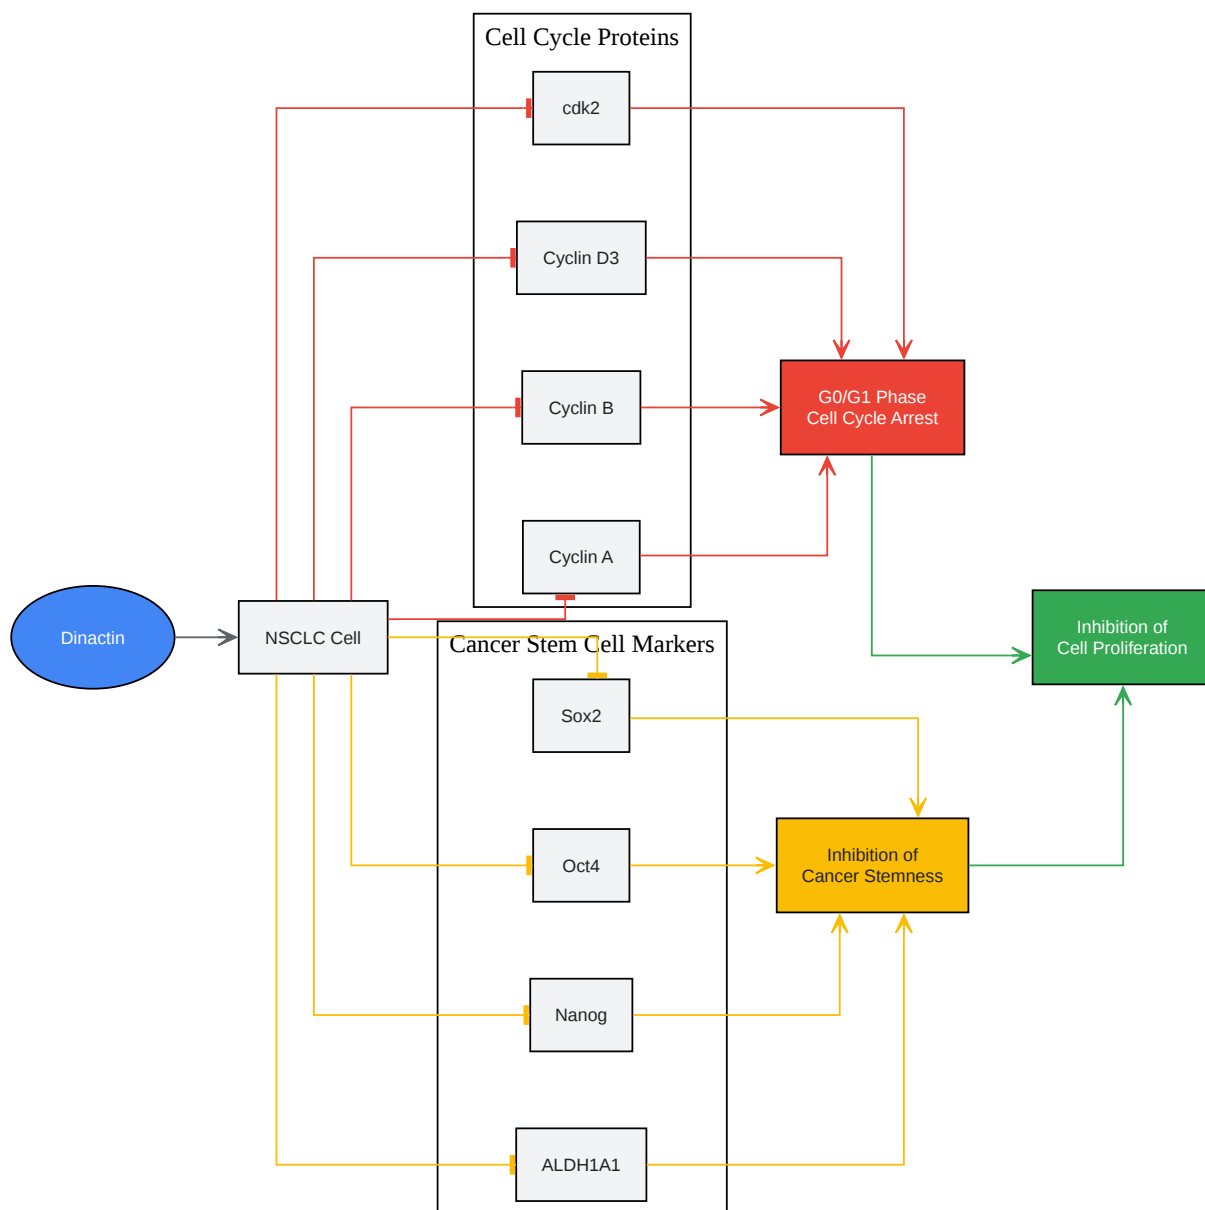 Cell Cycle Proteins
cdk2
Cyclin D3
Cyclin B
G0/G1 Phase
Cell Cycle Arrest
Cyclin A
Dinactin
NSCLC Cell
Inhibition of
Cell Proliferation
Cancer Stem Cell Markers
Sox2
Oct4
Inhibition of
Cancer Stemness
Nanog
ALDH1A1